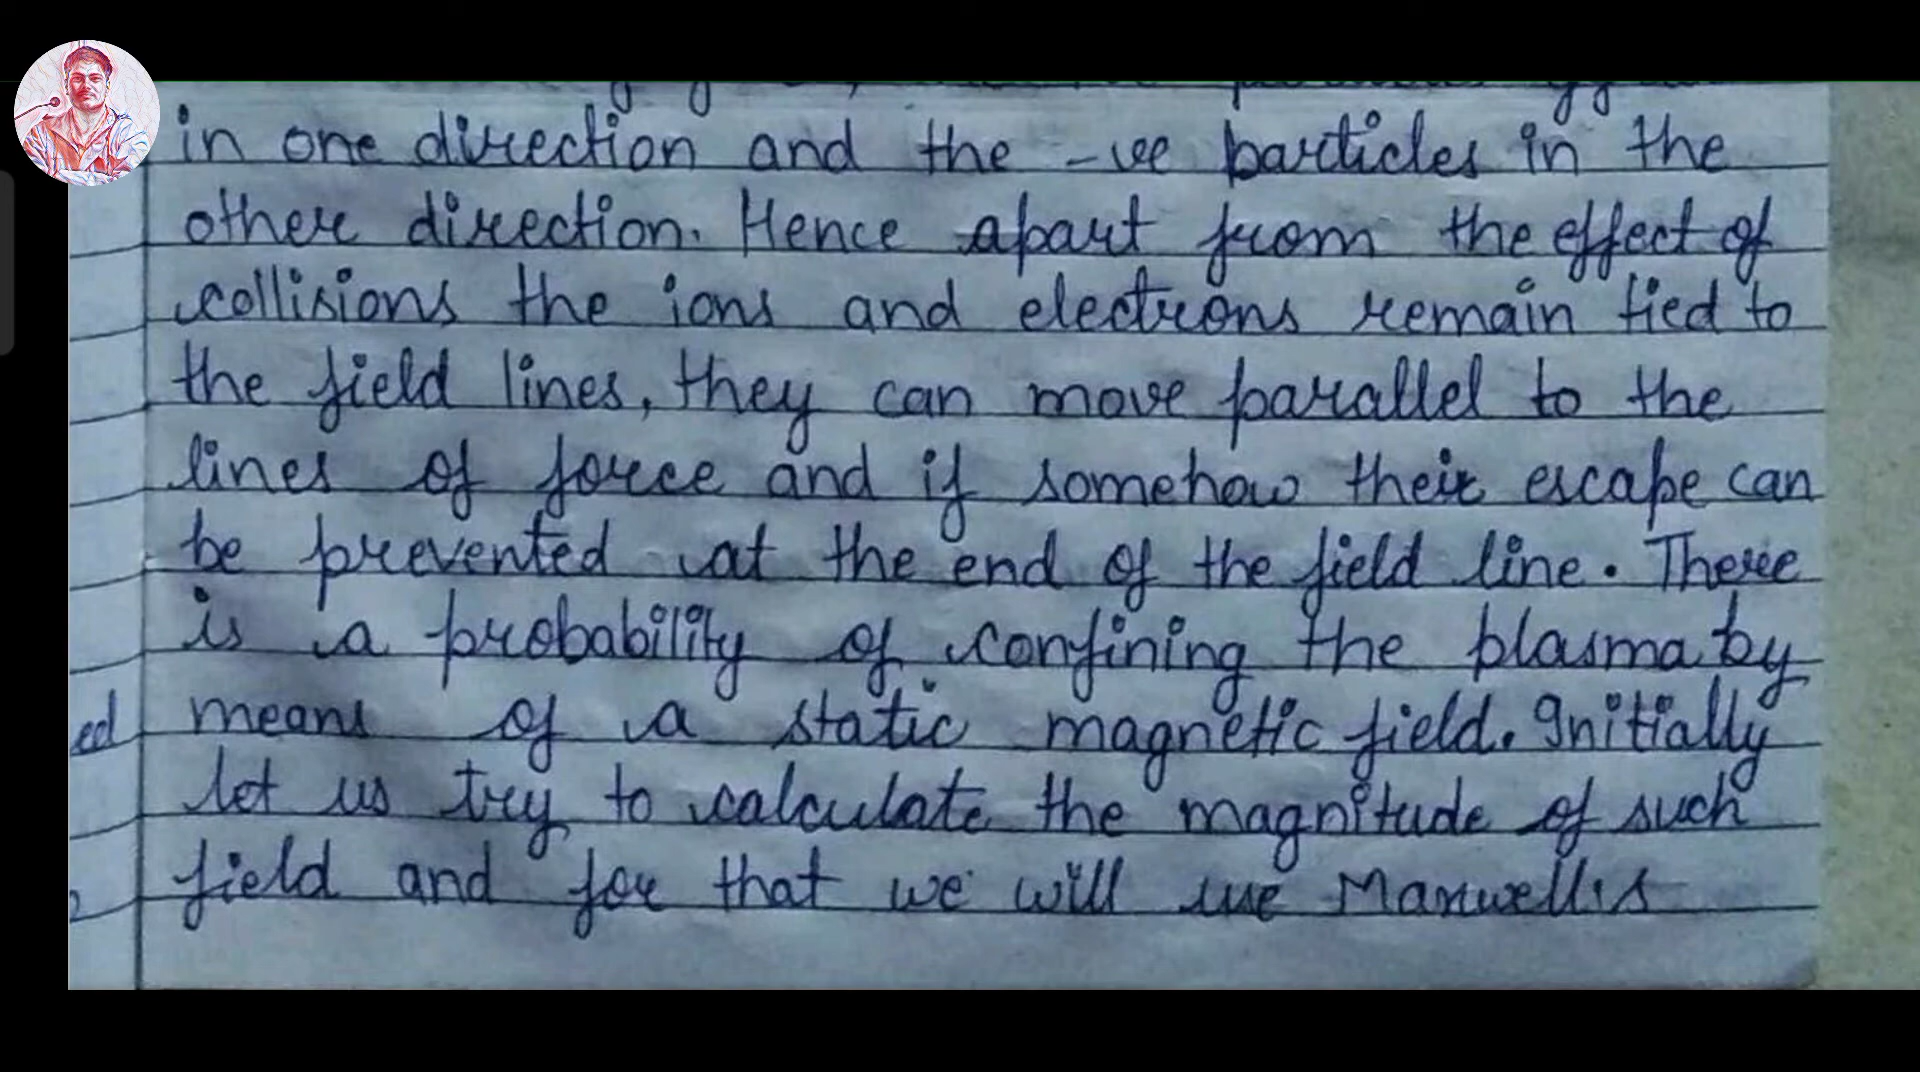 in one direction and the -ve particles in the
other direction. Hence apart from the effect of
collisions the ions and electrons remain tied to
the field lines, they can move parallel to the
lines of force and if somehow their escape can
be prevented at the end of the field line. There
is a probability of confining the plasma by
ed means of a static magnetic field. Initially
let us try to calculate the magnitude of such
field and for that we will use Maxwell's